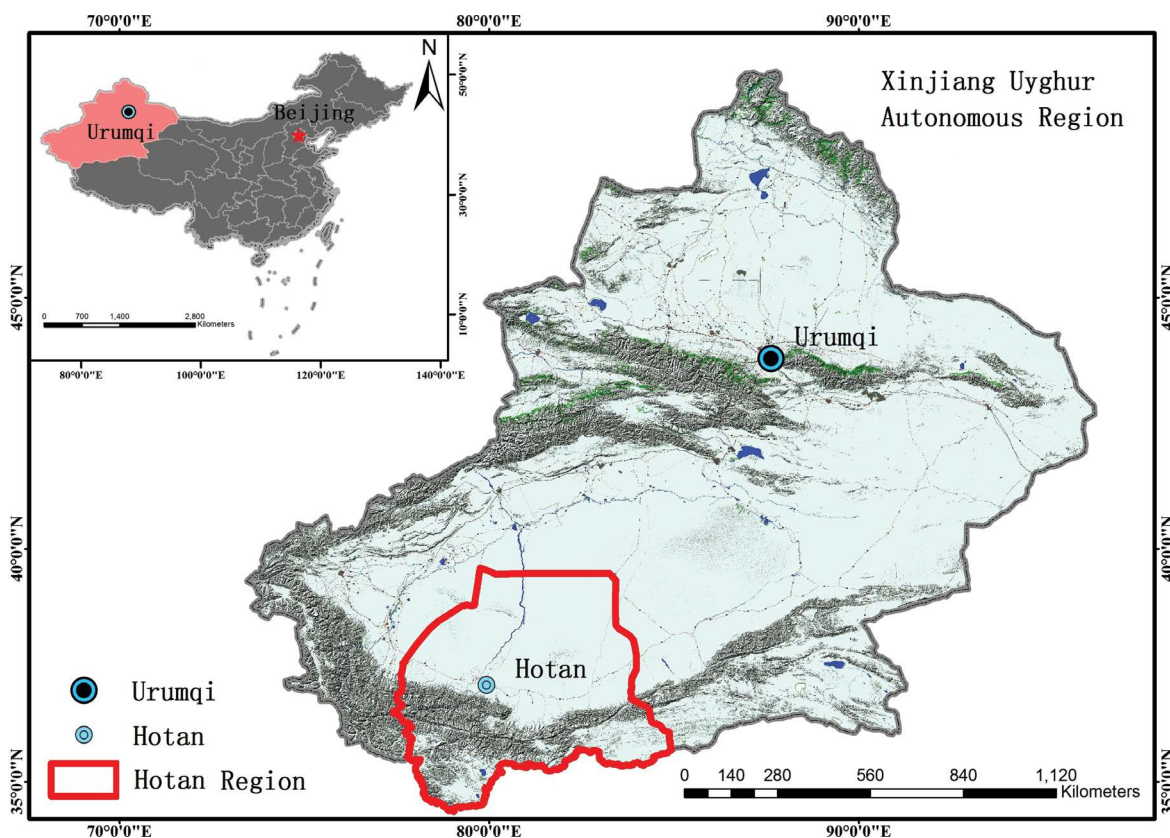 70°0'0"E
80°0'0"E
90°0'0"E
N
Xinjiang Uyghur
Autonomous Region
Beijing
Urumqi
50°0'0"N
30°0'0"N
10°0'0"N
0 700 1,400 2,800
Kilometers
80°0'0"E
100°0'0"E
120°0'0"E
140°0'0"E
45°0'0"N
45°0'0"N
Urumqi
40°0'0"N
40°0'0"N
Hotan
Urumqi
Hotan
Hotan Region
0 140 280 560 840 1,120
Kilometers
35°0'0"N
35°0'0"N
70°0'0"E
80°0'0"E
90°0'0"E